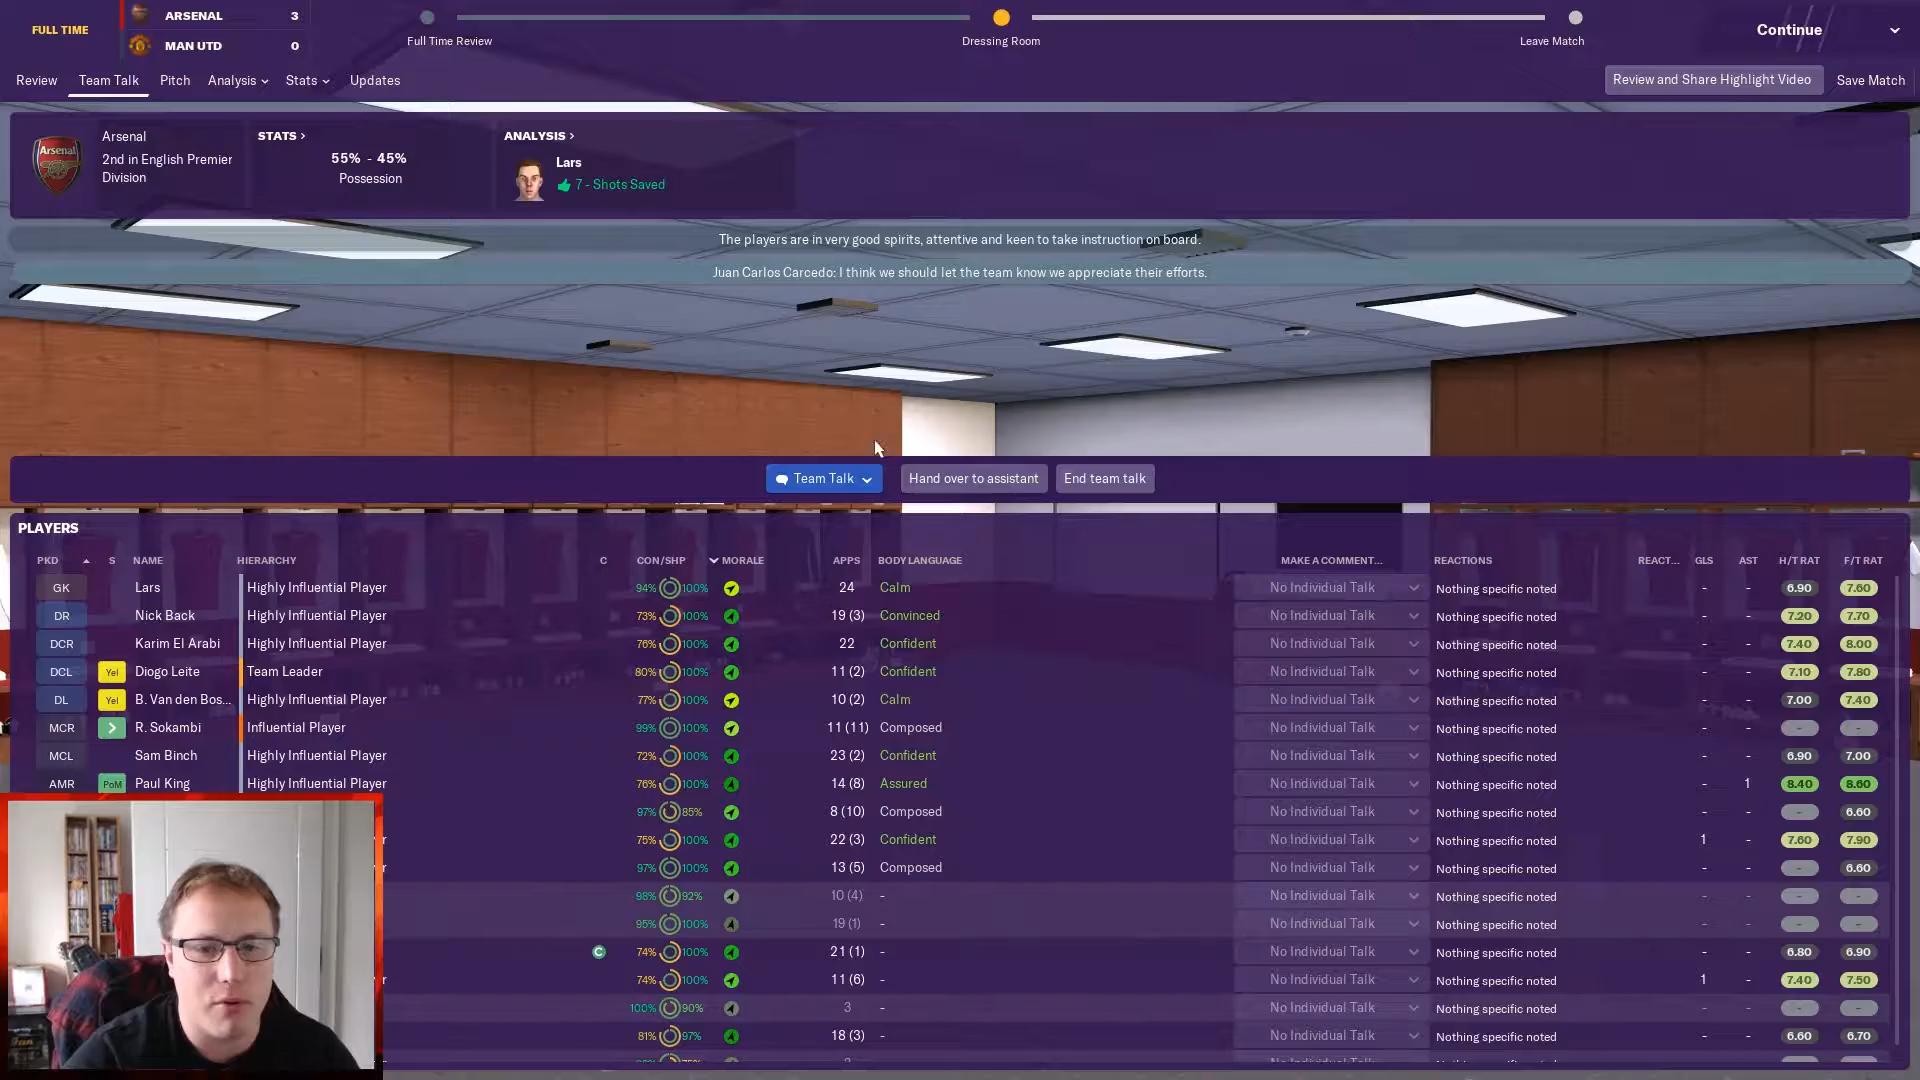 FULL TIME
ARSENAL 3
MAN UTD 0
Full Time Review
Dressing Room
Leave Match
Continue
Review Team Talk Pitch Analysis Stats Updates Review and Share Highlight Video Save Match
Arsenal
Arsenal
2nd in English Premier
Division
STATS
55% - 45%
Possession
ANALYSIS
Lars
7 - Shots Saved
The players are in very good spirits, attentive and keen to take instruction on board.
Juan Carlos Carcedo: I think we should let the team know we appreciate their efforts.
Team Talk Hand over to assistant End team talk
PLAYERS
PKD S NAME HIERARCHY C CON/SHP MORALE APPS BODY LANGUAGE MAKE A COMMENT... REACTIONS REACT... GLS AST H/T RAT F/T RAT
GK Lars Highly Influential Player 94% 100% 24 Calm No Individual Talk Nothing specific noted - - 6.90 7.60
DR Nick Back Highly Influential Player 73% 100% 19 (3) Convinced No Individual Talk Nothing specific noted - - 7.20 7.70
DCR Karim El Arabi Highly Influential Player 76% 100% 22 Confident No Individual Talk Nothing specific noted - - 7.40 8.00
DCL Yel Diogo Leite Team Leader 80% 100% 11 (2) Confident No Individual Talk Nothing specific noted - - 7.10 7.80
DL Yel B. Van den Bos... Highly Influential Player 77% 100% 10 (2) Calm No Individual Talk Nothing specific noted - - 7.00 7.40
MCR R. Sokambi Influential Player 99% 100% 11 (11) Composed No Individual Talk Nothing specific noted - - - -
MCL Sam Binch Highly Influential Player 72% 100% 23 (2) Confident No Individual Talk Nothing specific noted - - 6.90 7.00
AMR PoM Paul King Highly Influential Player 76% 100% 14 (8) Assured No Individual Talk Nothing specific noted - 1 8.40 8.60
97% 85% 8 (10) Composed No Individual Talk Nothing specific noted - - - 6.60
r 75% 100% 22 (3) Confident No Individual Talk Nothing specific noted 1 - 7.60 7.90
r 97% 100% 13 (5) Composed No Individual Talk Nothing specific noted - - - 6.60
98% 92% 10 (4) - No Individual Talk Nothing specific noted - - - -
95% 100% 19 (1) - No Individual Talk Nothing specific noted - - - -
C 74% 100% 21 (1) - No Individual Talk Nothing specific noted - - 6.80 6.90
r 74% 100% 11 (6) - No Individual Talk Nothing specific noted 1 - 7.40 7.50
100% 90% 3 - No Individual Talk Nothing specific noted - - - -
81% 97% 18 (3) - No Individual Talk Nothing specific noted - - 6.60 6.70